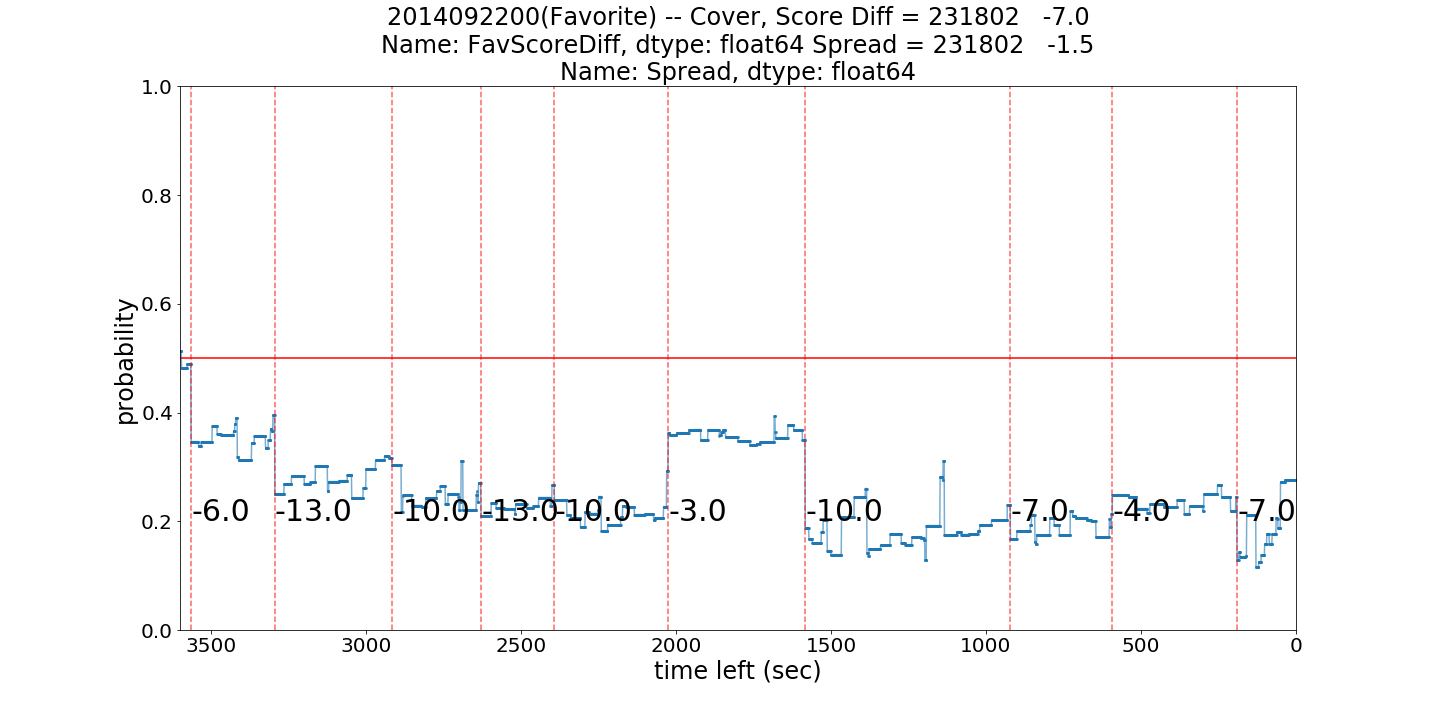 2014092200(Favorite) -- Cover, Score Diff = 231802   -7.0
Name: FavScoreDiff, dtype: float64 Spread = 231802   -1.5
Name: Spread, dtype: float64
1.0
0.8
0.6
0.4
0.2
0.0
probability
-6.0
-13.0
-10.0
-13.0
-10.0
-3.0
-10.0
-7.0
-4.0
-7.0
3500 3000 2500 2000 1500 1000 500 0
time left (sec)